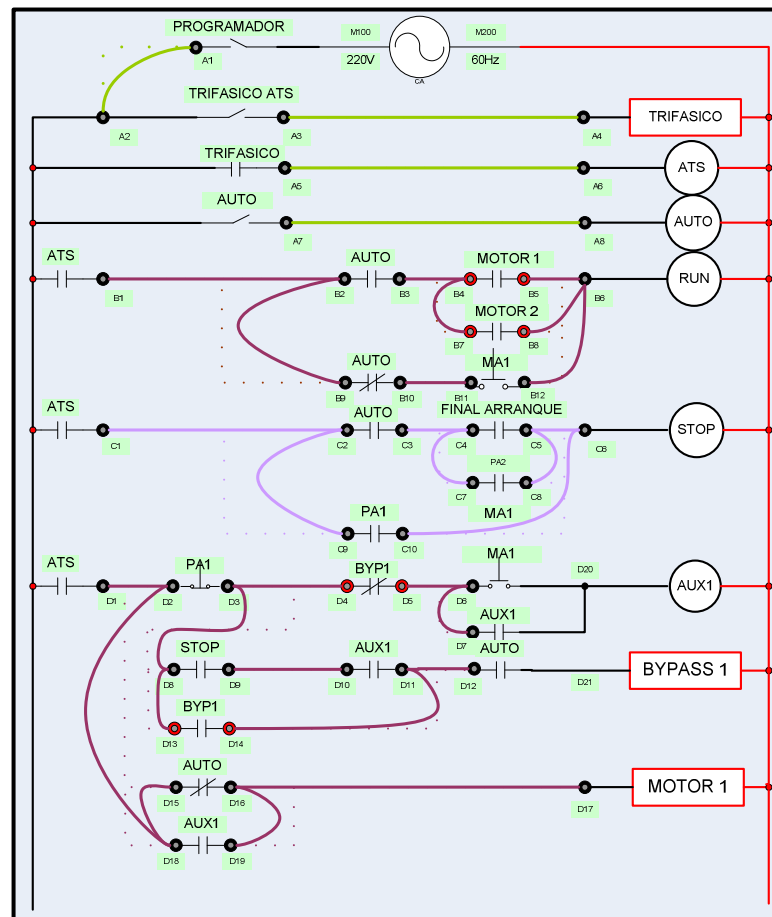 PROGRAMADOR
M100
M200
A1
220V
60Hz
CA
TRIFASICO ATS
TRIFASICO
A2
A3
A4
TRIFASICO
ATS
A5
A6
AUTO
AUTO
A7
A8
ATS
AUTO
MOTOR 1
RUN
B1
B2
B3
B4
B5
B6
MOTOR 2
B7
B8
AUTO
MA1
B9
B10
B11
B12
ATS
AUTO
FINAL ARRANQUE
STOP
C1
C2
C3
C4
C5
C6
PA2
C7
C8
PA1
MA1
C9
C10
ATS
PA1
BYP1
MA1
D20
AUX1
D1
D2
D3
D4
D5
D6
AUX1
D7
STOP
AUX1
AUTO
BYPASS 1
D8
D9
D10
D11
D12
D21
BYP1
D13
D14
AUTO
MOTOR 1
D15
D16
D17
AUX1
D18
D19